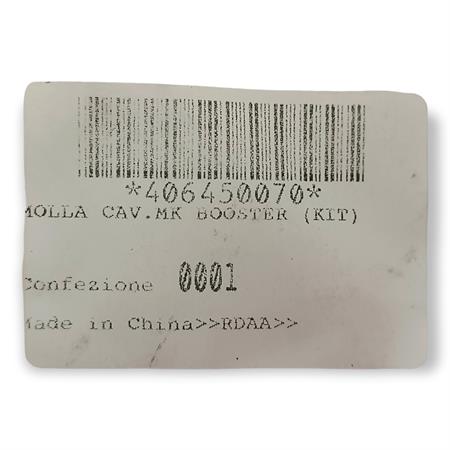 *406450070*
MOLLA CAV.MK BOOSTER (KIT)
Confezione 0001
Made in China>>RDAA>>